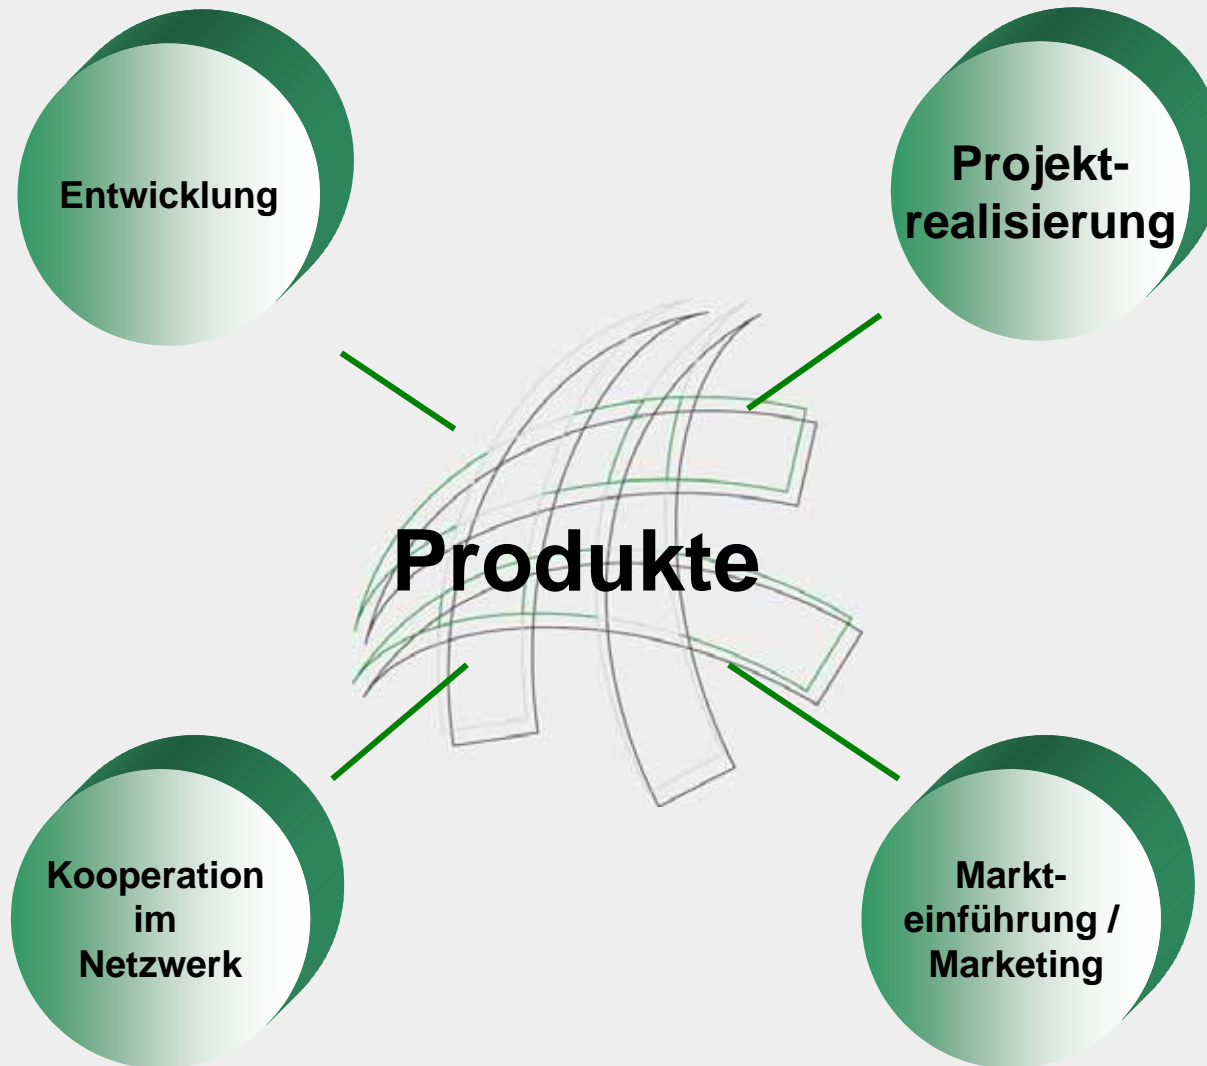 Entwicklung
Projekt-
realisierung
Produkte
Kooperation
im
Netzwerk
Markt-
einführung /
Marketing